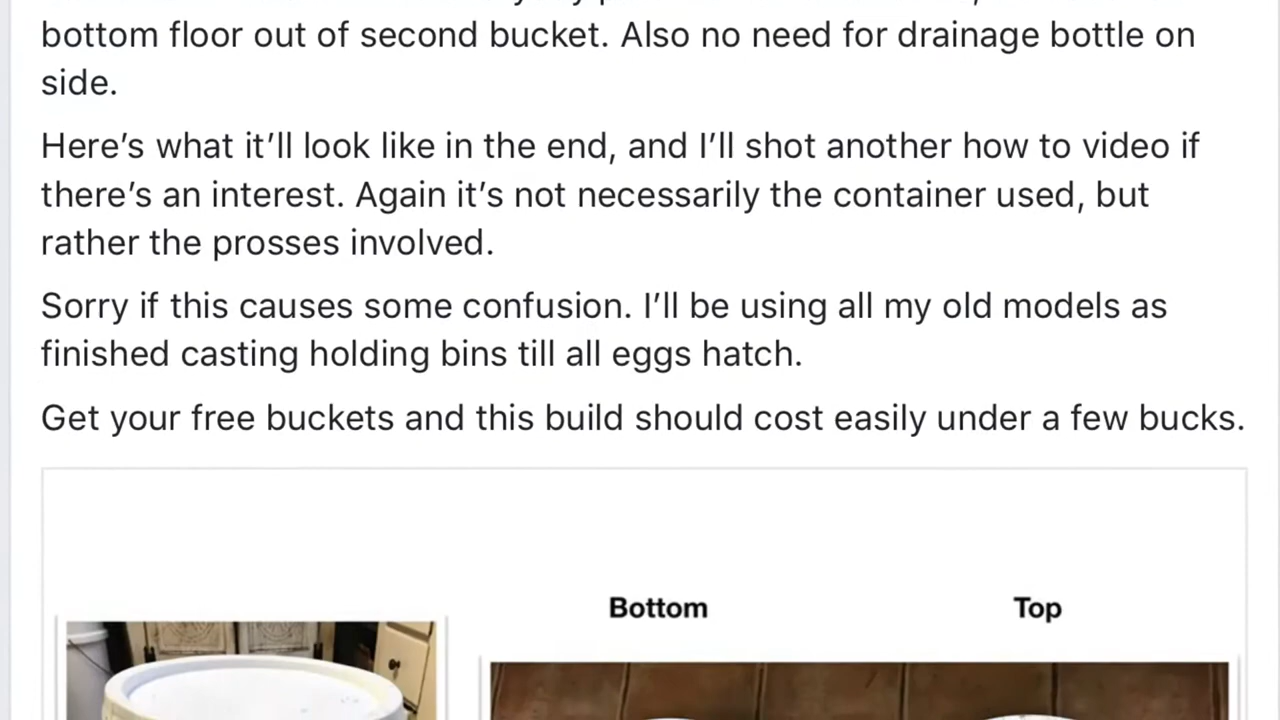 bottom floor out of second bucket. Also no need for drainage bottle on
side.
Here’s what it’ll look like in the end, and I’ll shot another how to video if
there’s an interest. Again it’s not necessarily the container used, but
rather the prosses involved.
Sorry if this causes some confusion. I’ll be using all my old models as
finished casting holding bins till all eggs hatch.
Get your free buckets and this build should cost easily under a few bucks.
Bottom Top